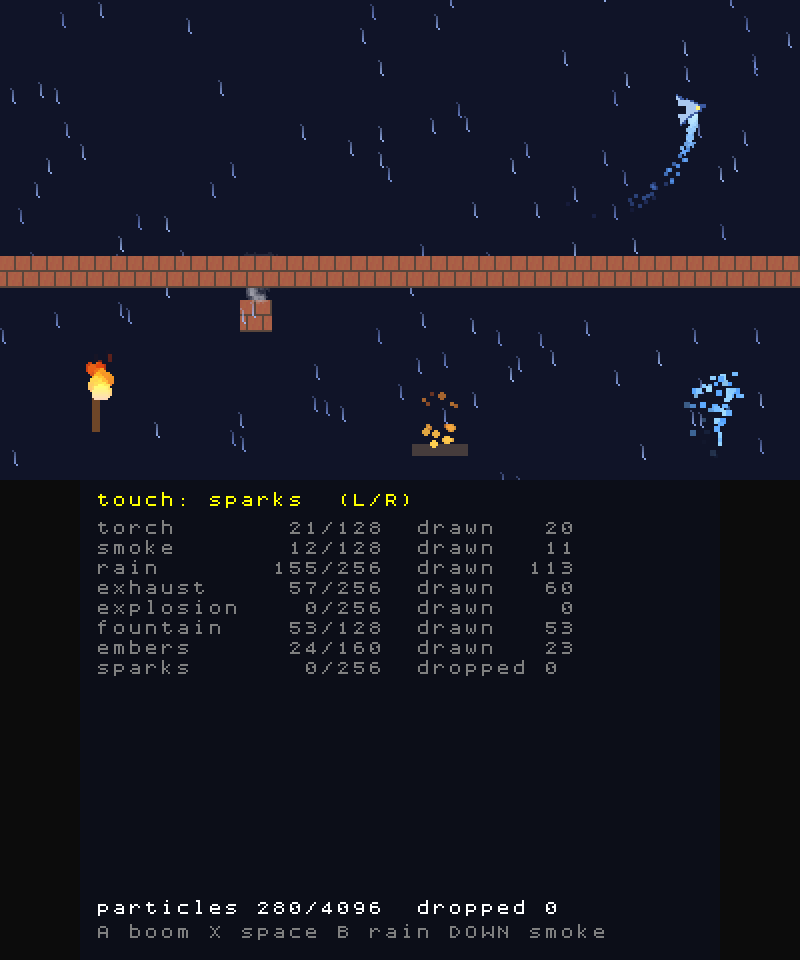 touch: sparks (L/R)
torch 21/128 drawn 20
smoke 12/128 drawn 11
rain 155/256 drawn 113
exhaust 57/256 drawn 60
explosion 0/256 drawn 0
fountain 53/128 drawn 53
embers 24/160 drawn 23
sparks 0/256 dropped 0
particles 280/4096 dropped 0
A boom X space B rain DOWN smoke